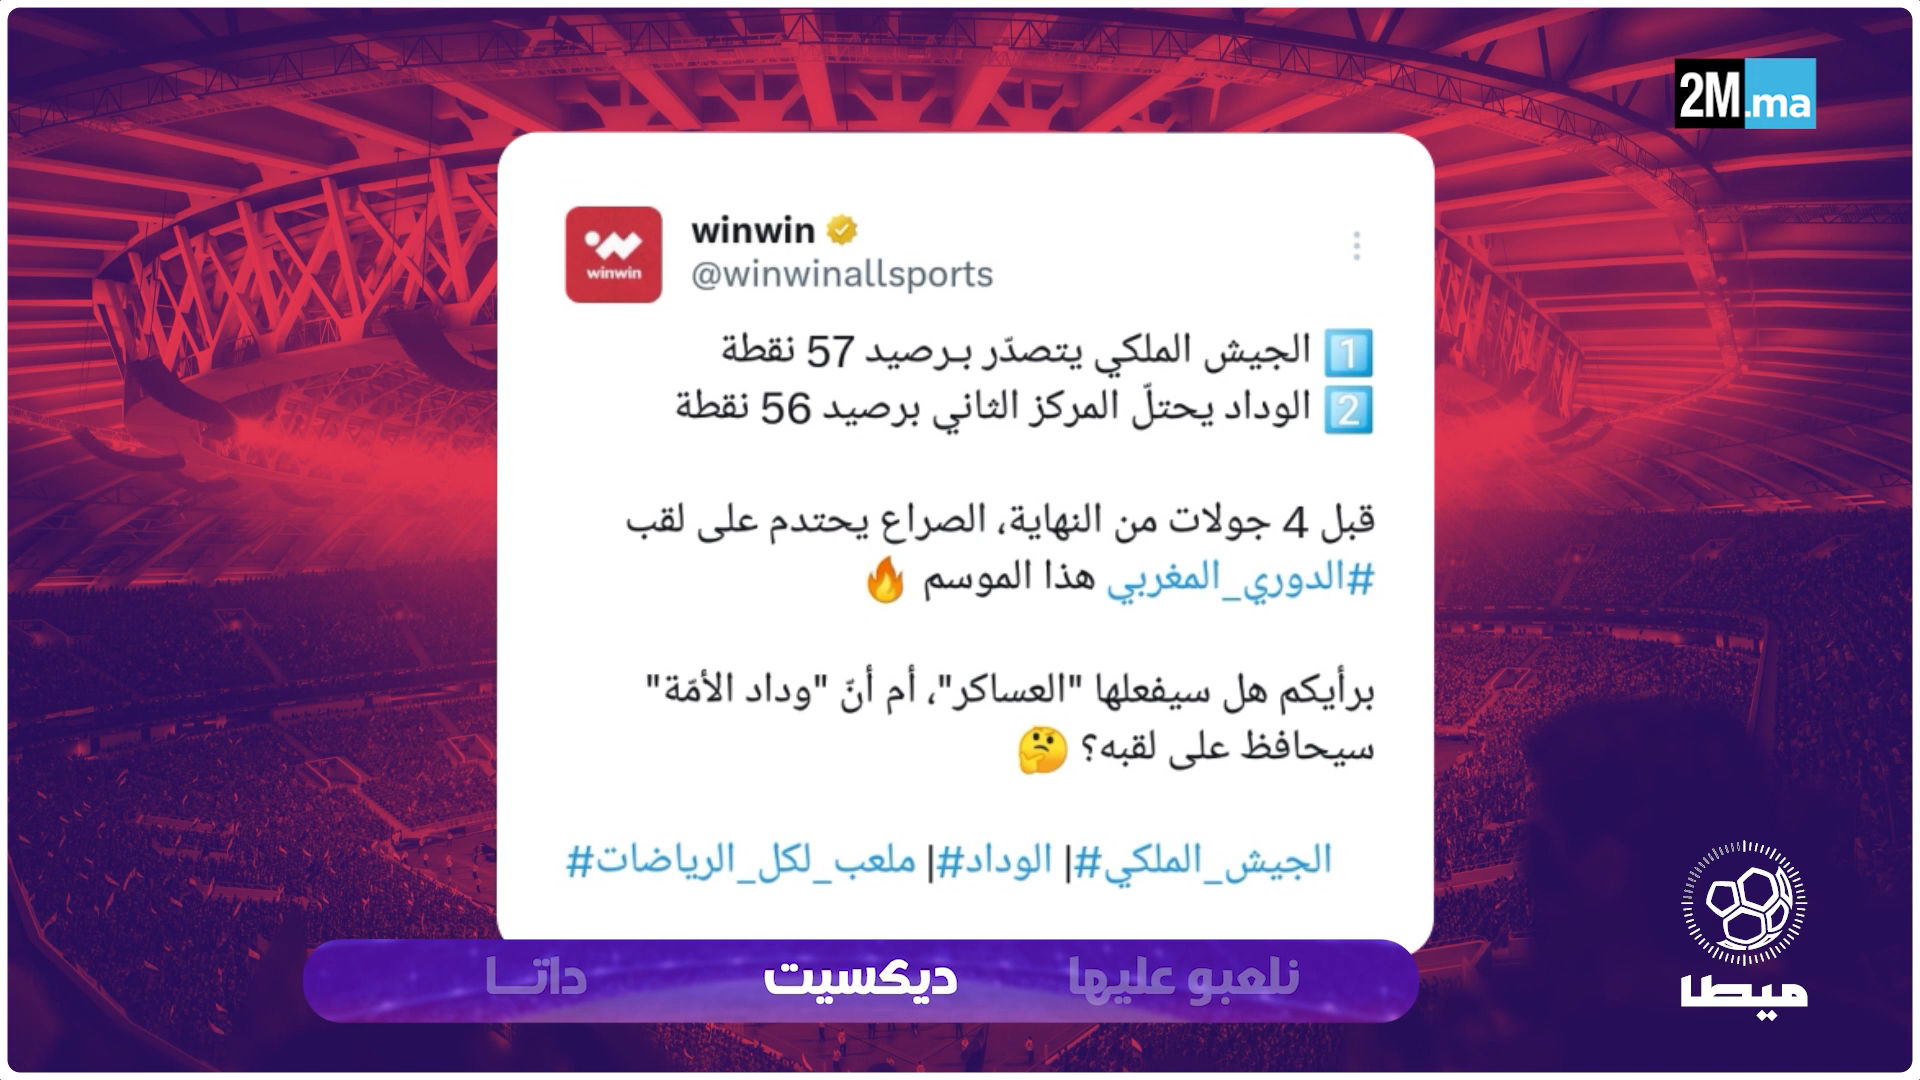 2M.ma
winwin
winwin
@winwinallsports
1 الجيش الملكي يتصدّر بـرصيد 57 نقطة
2 الوداد يحتلّ المركز الثاني برصيد 56 نقطة
قبل 4 جولات من النهاية، الصراع يحتدم على لقب
#الدوري_المغربي هذا الموسم 🔥
برأيكم هل سيفعلها "العساكر"، أم أنّ "وداد الأمّة"
سيحافظ على لقبه؟ 🤔
الجيش_الملكي#| الوداد#| ملعب_لكل_الرياضات#
نلعبو عليها ديكسيت داتــا
ميطا